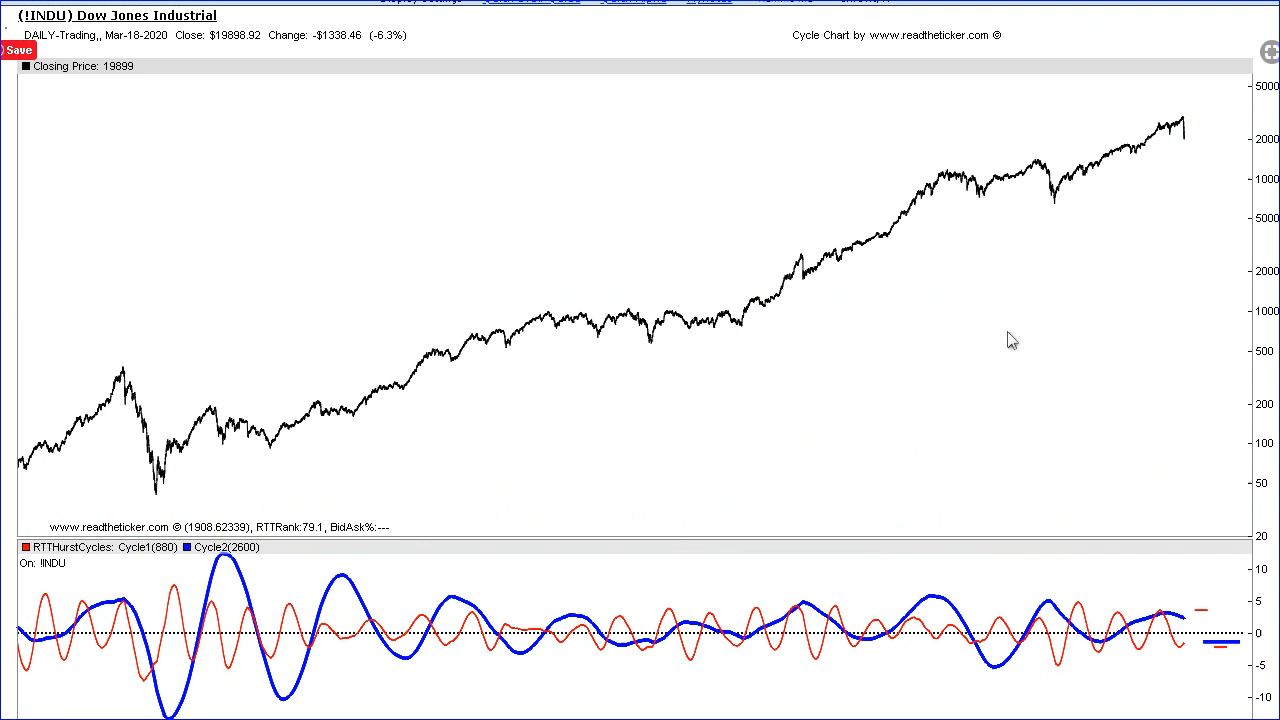 (!INDU) Dow Jones Industrial
DAILY-Trading,, Mar-18-2020 Close: $19898.92 Change: -$1338.46 (-6.3%)
Cycle Chart by www.readtheticker.com ©
Save
Closing Price: 19899
5000
2000
1000
5000
2000
1000
500
200
100
50
20
www.readtheticker.com © (1908.62339), RTTRank:79.1, BidAsk%:---
RTTHurstCycles: Cycle1(880) Cycle2(2600)
On: !INDU
10
5
0
-5
-10